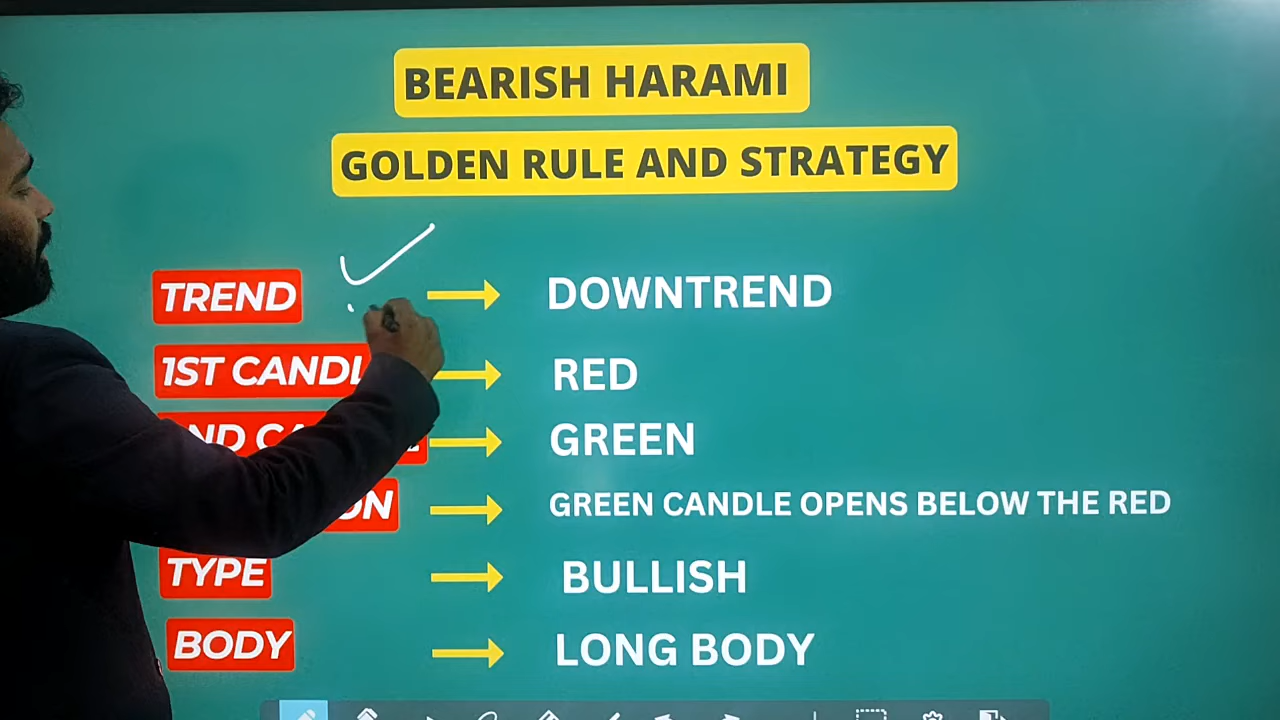 BEARISH HARAMI
GOLDEN RULE AND STRATEGY
TREND DOWNTREND
1ST RED
GREEN
GREEN CANDLE OPENS BELOW THE RED
TYPE BULLISH
BODY LONG BODY